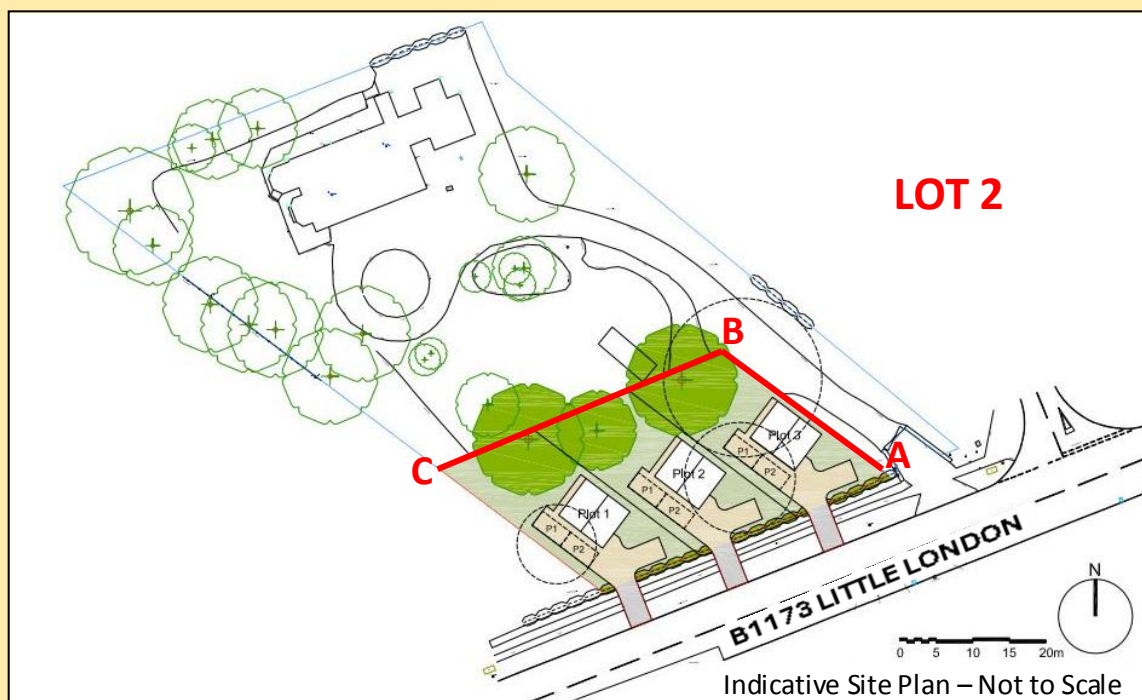 LOT 2
B
A
C
Plot 3
P1
P2
Plot 2
P1
P2
Plot 1
P1
P2
B1173 LITTLE LONDON
N
0 5 10 15 20m
Indicative Site Plan – Not to Scale